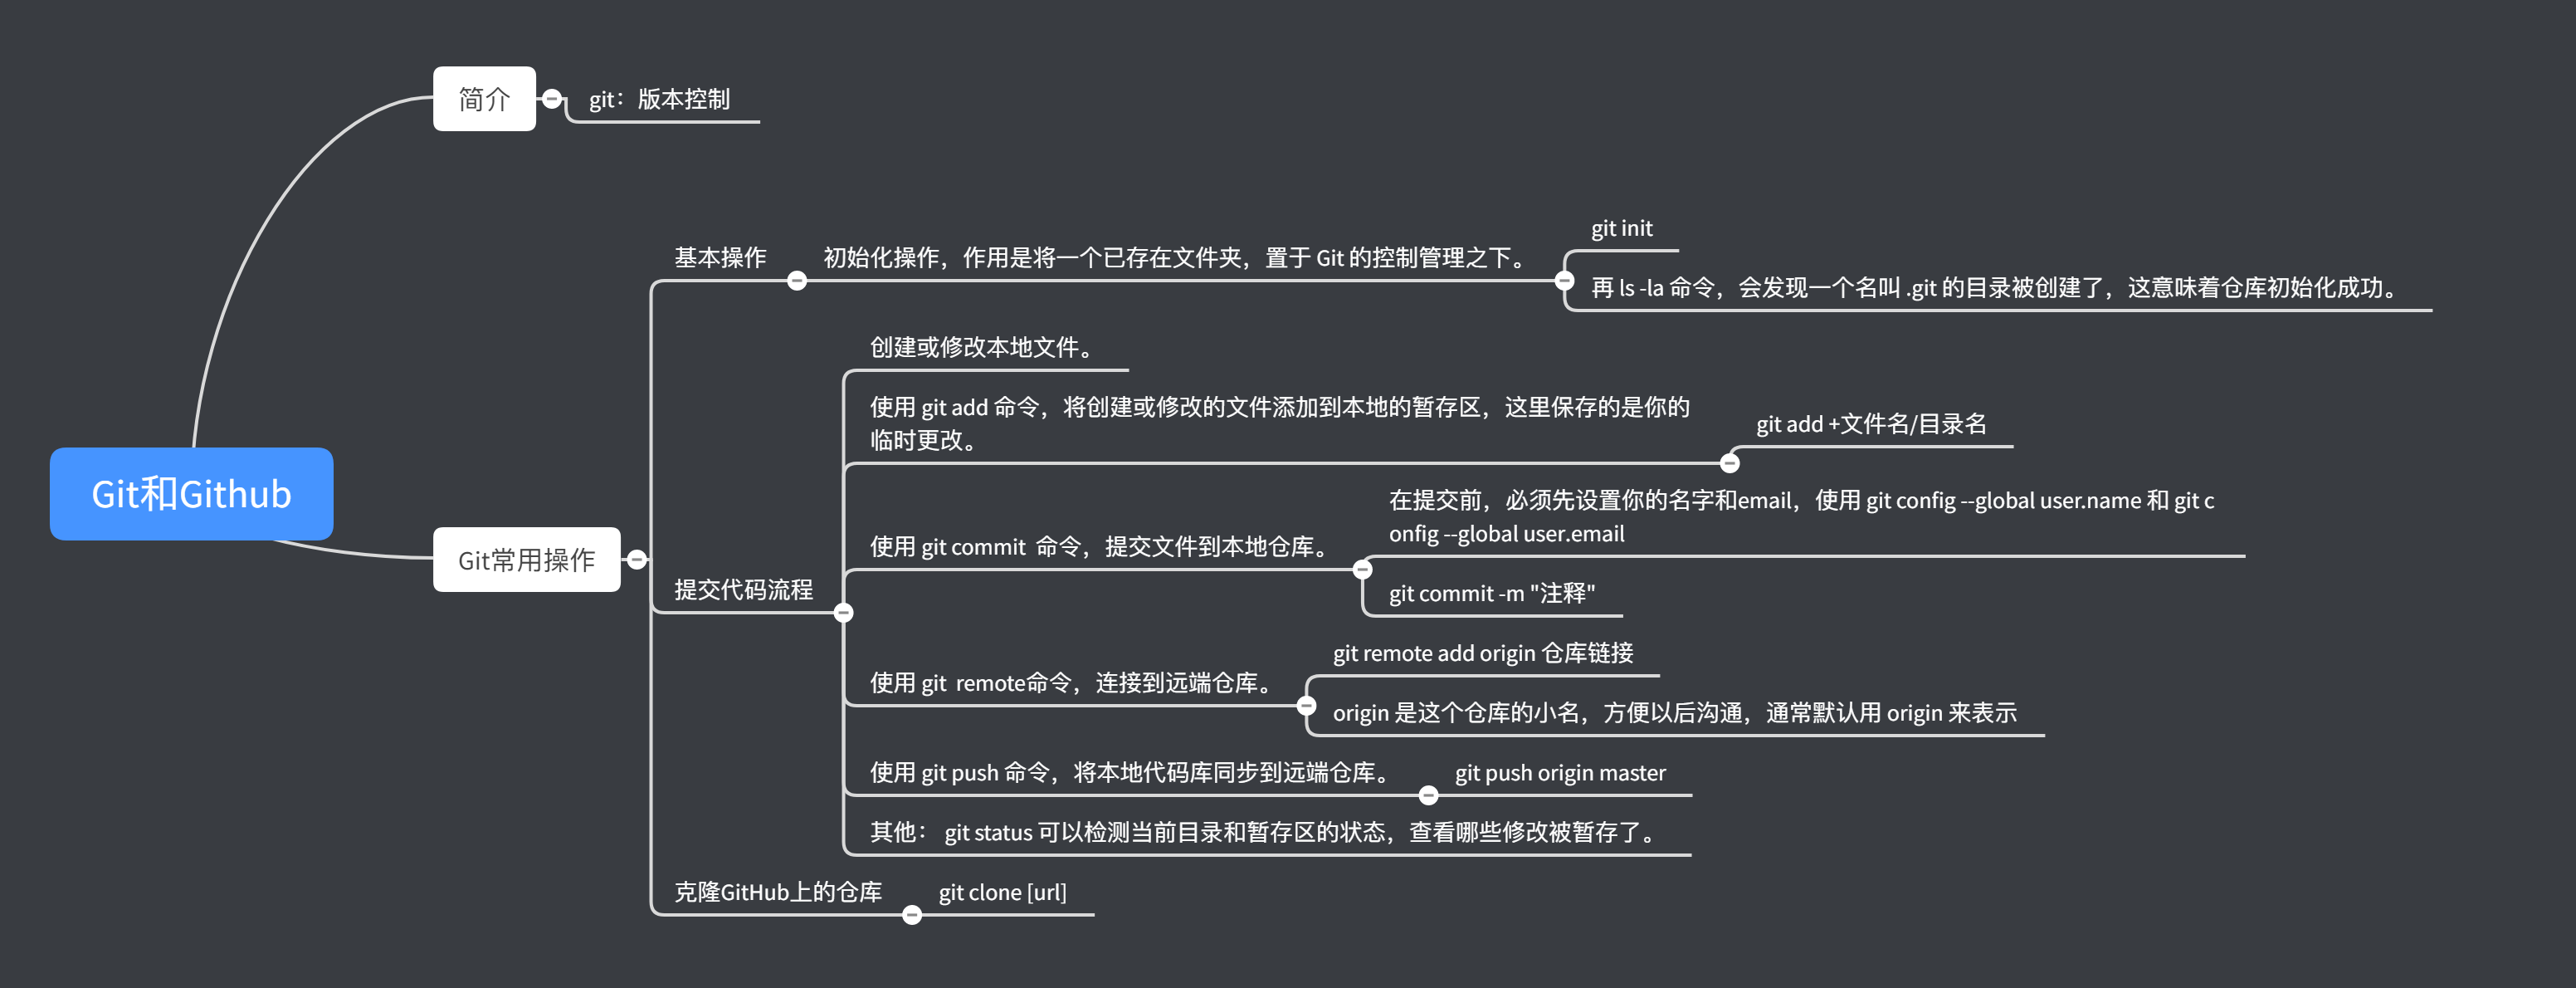 Git和Github
简介
git：版本控制
Git常用操作
基本操作
初始化操作，作用是将一个已存在文件夹，置于 Git 的控制管理之下。
git init
再 ls -la 命令，会发现一个名叫 .git 的目录被创建了，这意味着仓库初始化成功。
提交代码流程
创建或修改本地文件。
使用 git add 命令，将创建或修改的文件添加到本地的暂存区，这里保存的是你的
临时更改。
git add +文件名/目录名
使用 git commit  命令，提交文件到本地仓库。
在提交前，必须先设置你的名字和email，使用 git config --global user.name 和 git c
onfig --global user.email
git commit -m "注释"
使用 git  remote命令，连接到远端仓库。
git remote add origin 仓库链接
origin 是这个仓库的小名，方便以后沟通，通常默认用 origin 来表示
使用 git push 命令，将本地代码库同步到远端仓库。
git push origin master
其他： git status 可以检测当前目录和暂存区的状态，查看哪些修改被暂存了。
克隆GitHub上的仓库
git clone [url]